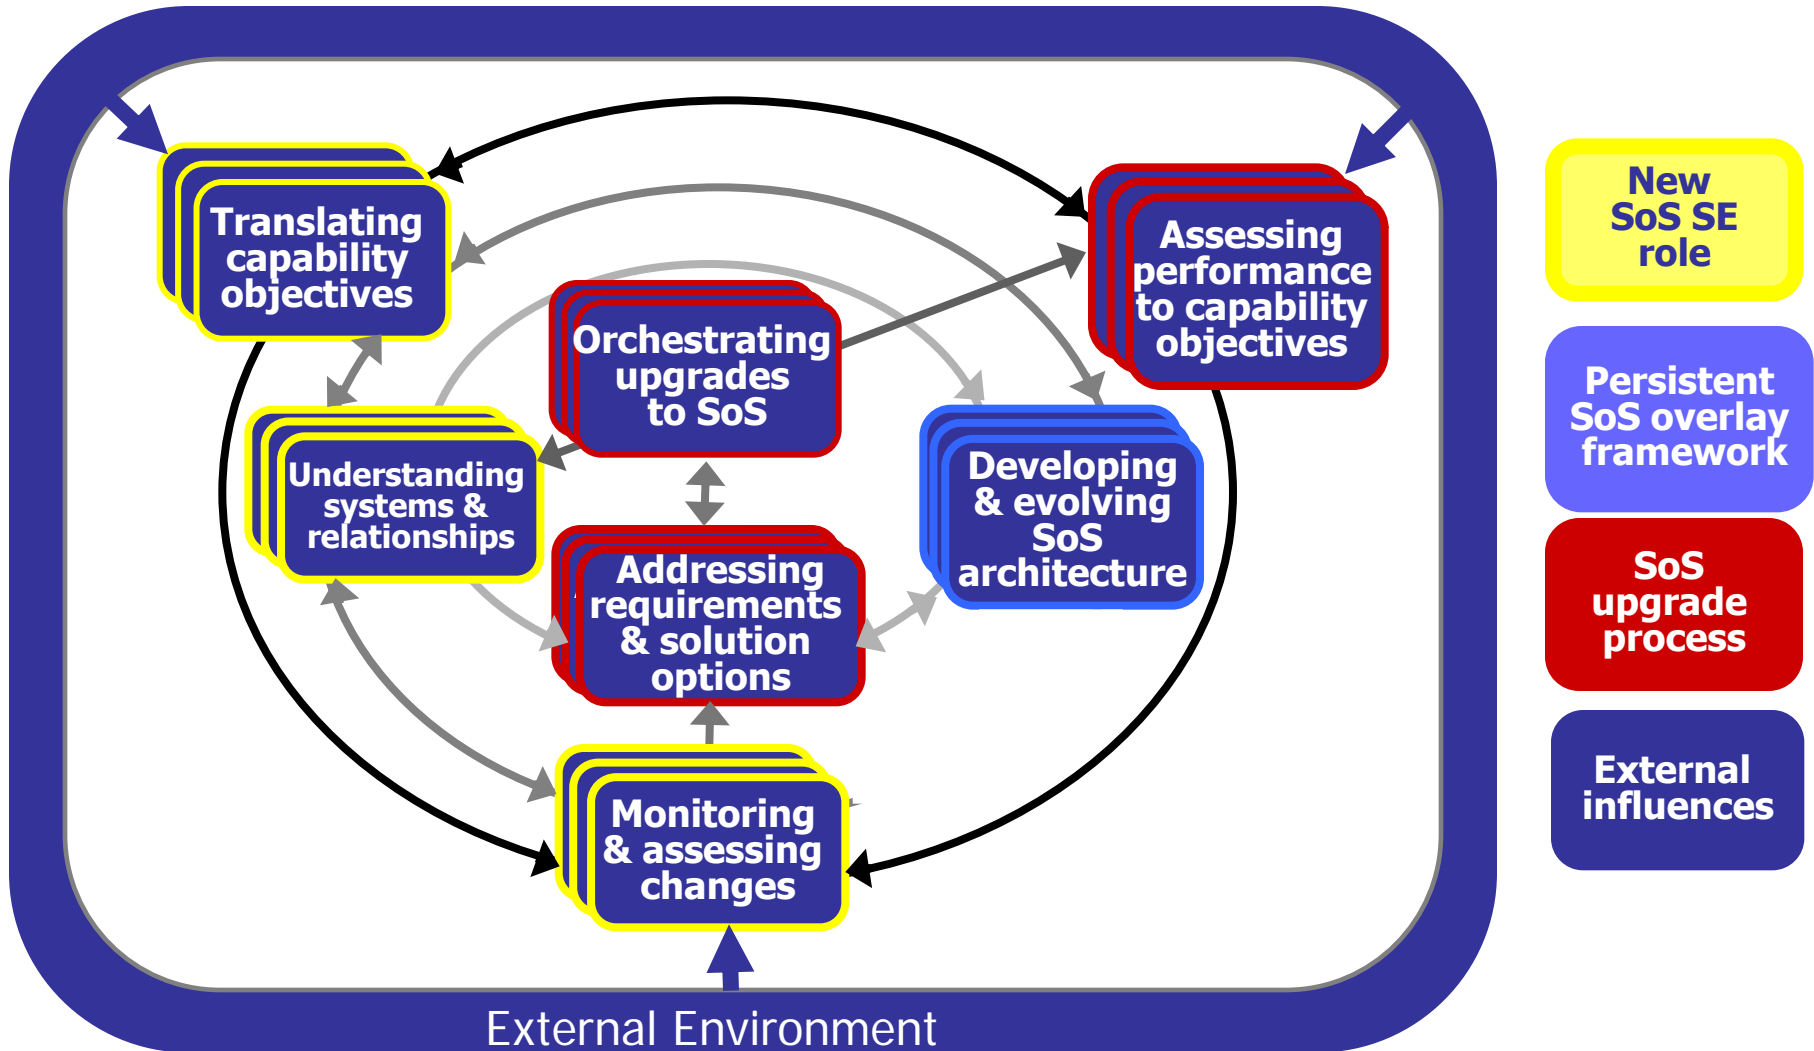 Translating
capability
objectives
Assessing
performance
to capability
objectives
Orchestrating
upgrades
to SoS
Understanding
systems &
relationships
Developing
& evolving
SoS
architecture
Addressing
requirements
& solution
options
Monitoring
& assessing
changes
External Environment
New
SoS SE
role
Persistent
SoS overlay
framework
SoS
upgrade
process
External
influences